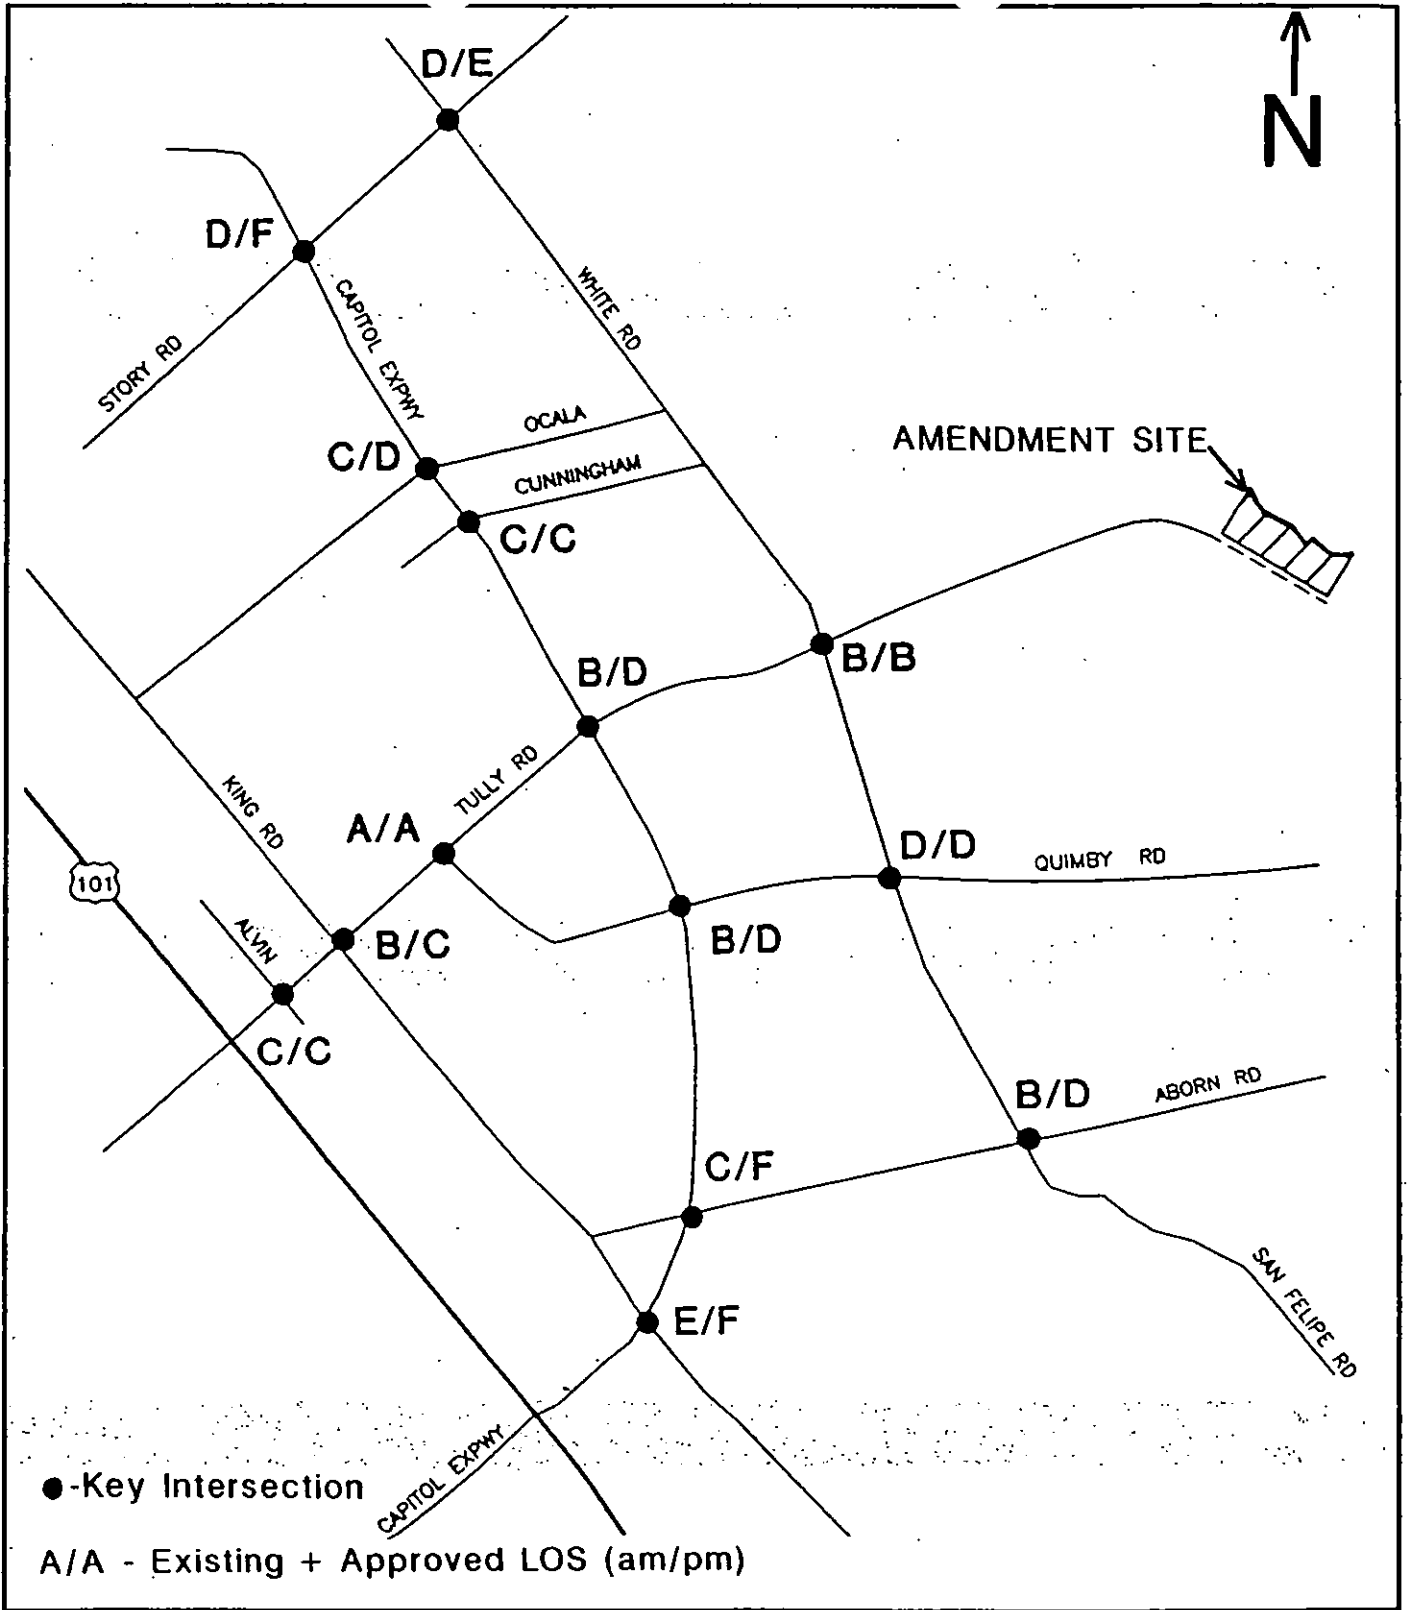 D/E
N
D/F
CAPITOL EXPWY
WHITE RD
STORY RD
OCALA
AMENDMENT SITE
C/D
CUNNINGHAM
C/C
B/B
B/D
TULLY RD
KING RD
A/A
D/D
QUIMBY RD
101
ALVIN
B/C
B/D
C/C
B/D
ABORN RD
C/F
SAN FELIPE RD
E/F
CAPITOL EXPWY
-Key Intersection
A/A - Existing + Approved LOS (am/pm)